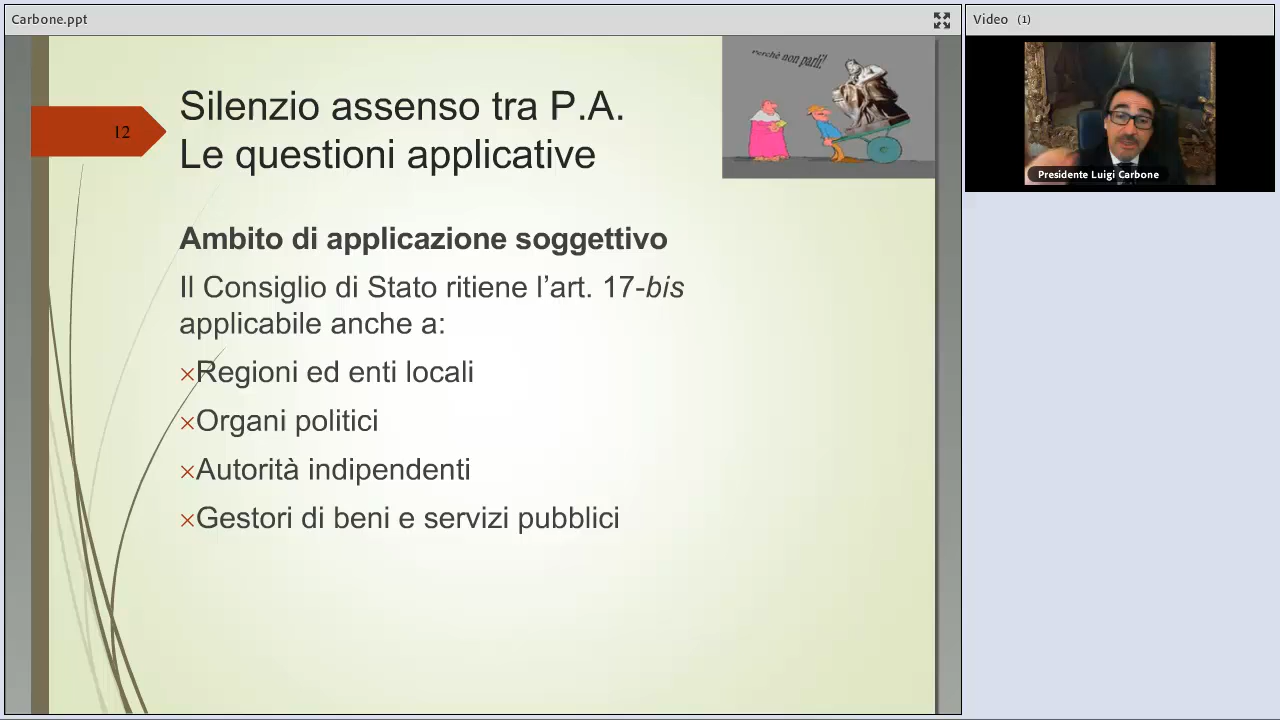 Carbone.ppt
Video (1)
12
Silenzio assenso tra P.A.
Le questioni applicative
Perchè non parli!
Ambito di applicazione soggettivo
Il Consiglio di Stato ritiene l’art. 17-bis
applicabile anche a:
×Regioni ed enti locali
×Organi politici
×Autorità indipendenti
×Gestori di beni e servizi pubblici
Presidente Luigi Carbone